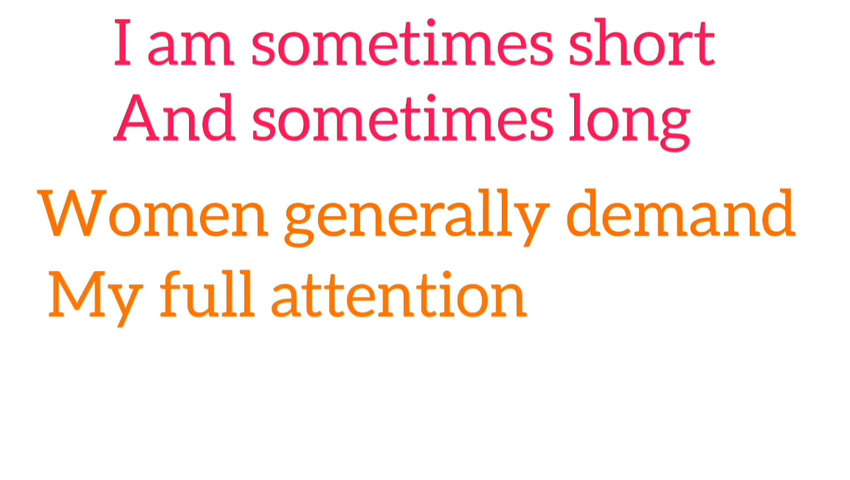 I am sometimes short
And sometimes long
Women generally demand
My full attention